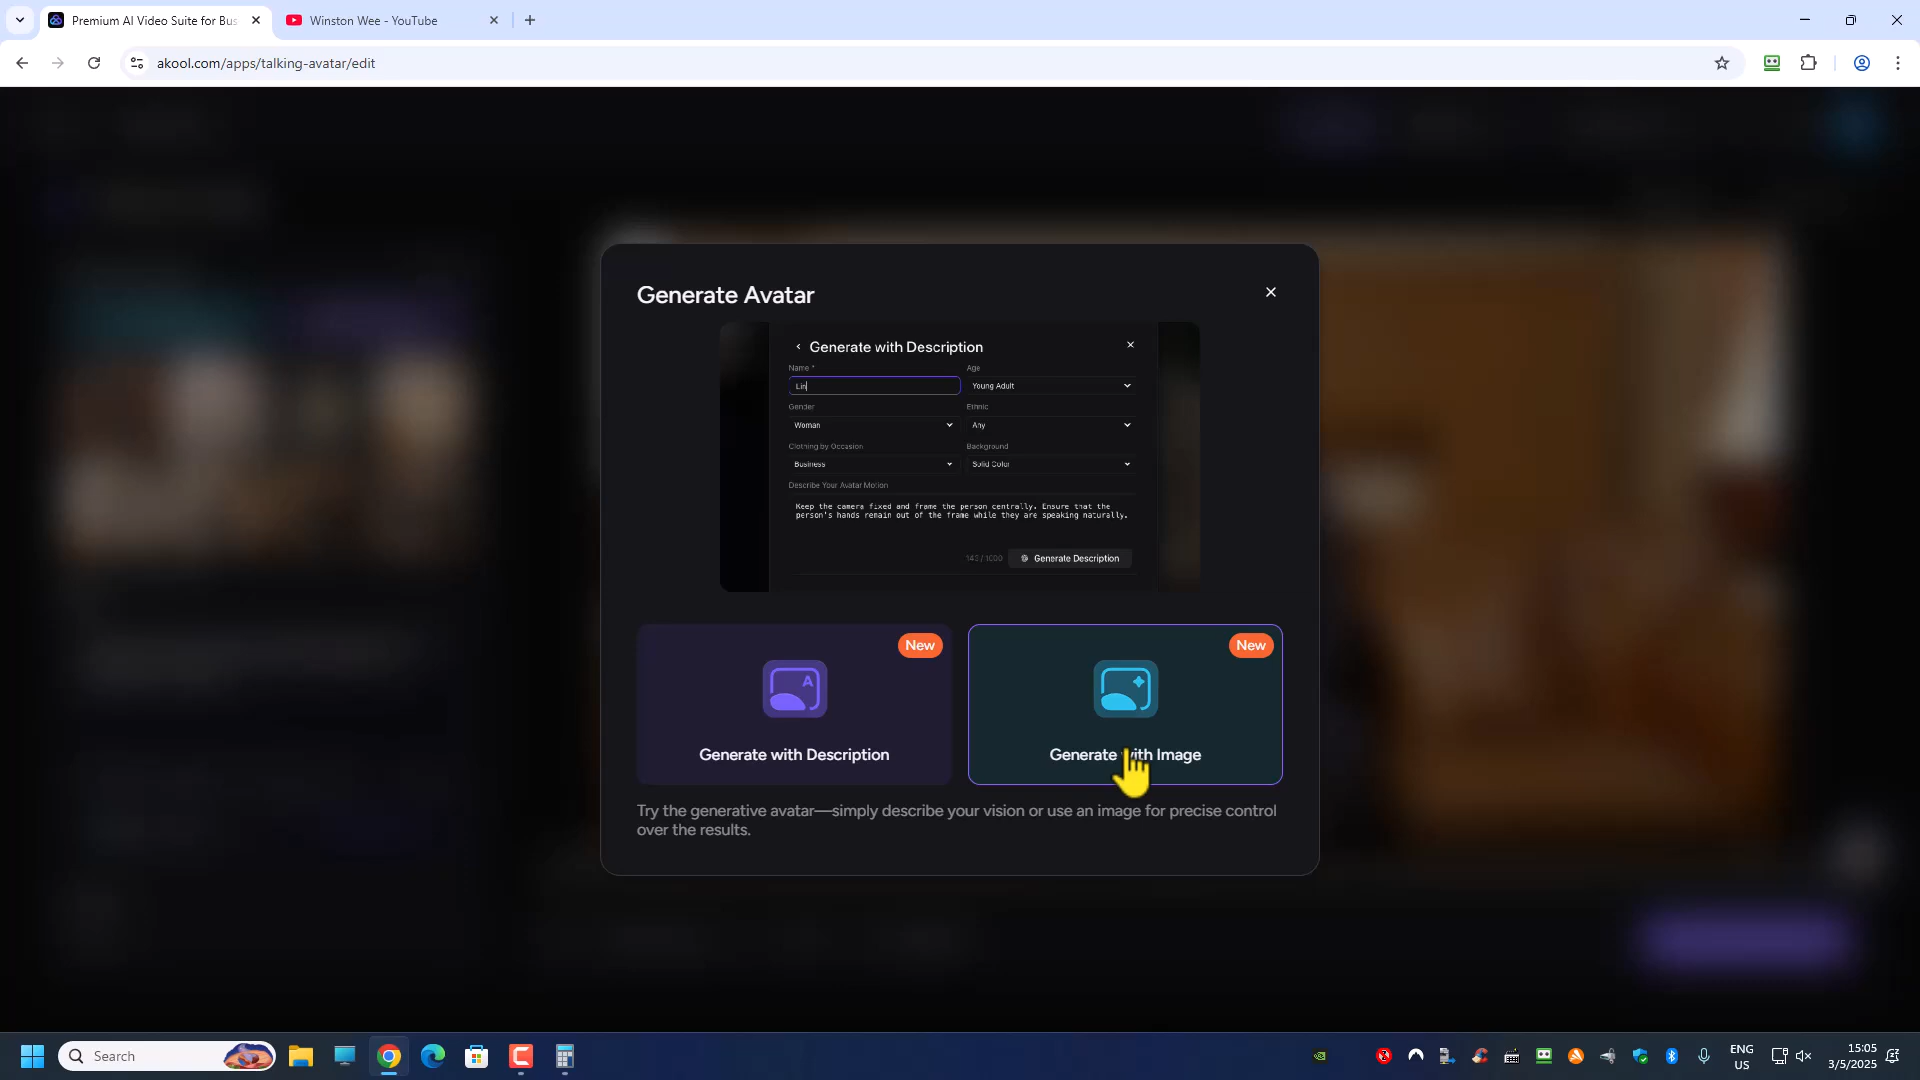 Premium AI Video Suite for Bus
Winston Wee - YouTube
akool.com/apps/talking-avatar/edit
Generate Avatar
Generate with Description
Name *
Age
Lin
Young Adult
Gender
Ethnic
Woman
Any
Clothing by Occasion
Background
Business
Solid Color
Describe Your Avatar Motion
Keep the camera fixed and frame the person centrally. Ensure that the
person's hands remain out of the frame while they are speaking naturally.
Generate Description
New
New
A
Generate with Description
Generate with Image
Try the generative avatar—simply describe your vision or use an image for precise control
over the results.
Search
ENG
US
15:05
3/5/2025